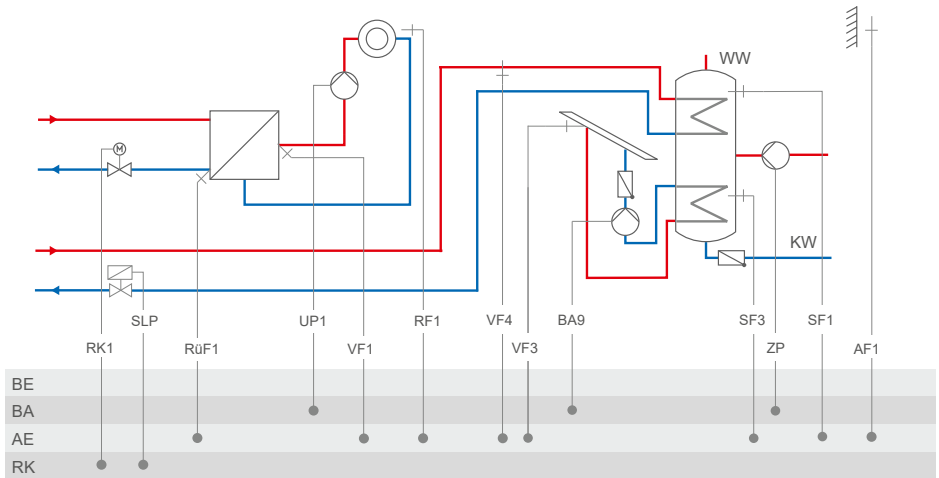 WW
M
KW
SLP
UP1
RF1
VF4
BA9
SF3
SF1
RK1
RüF1
VF1
VF3
ZP
AF1
BE
BA
AE
RK